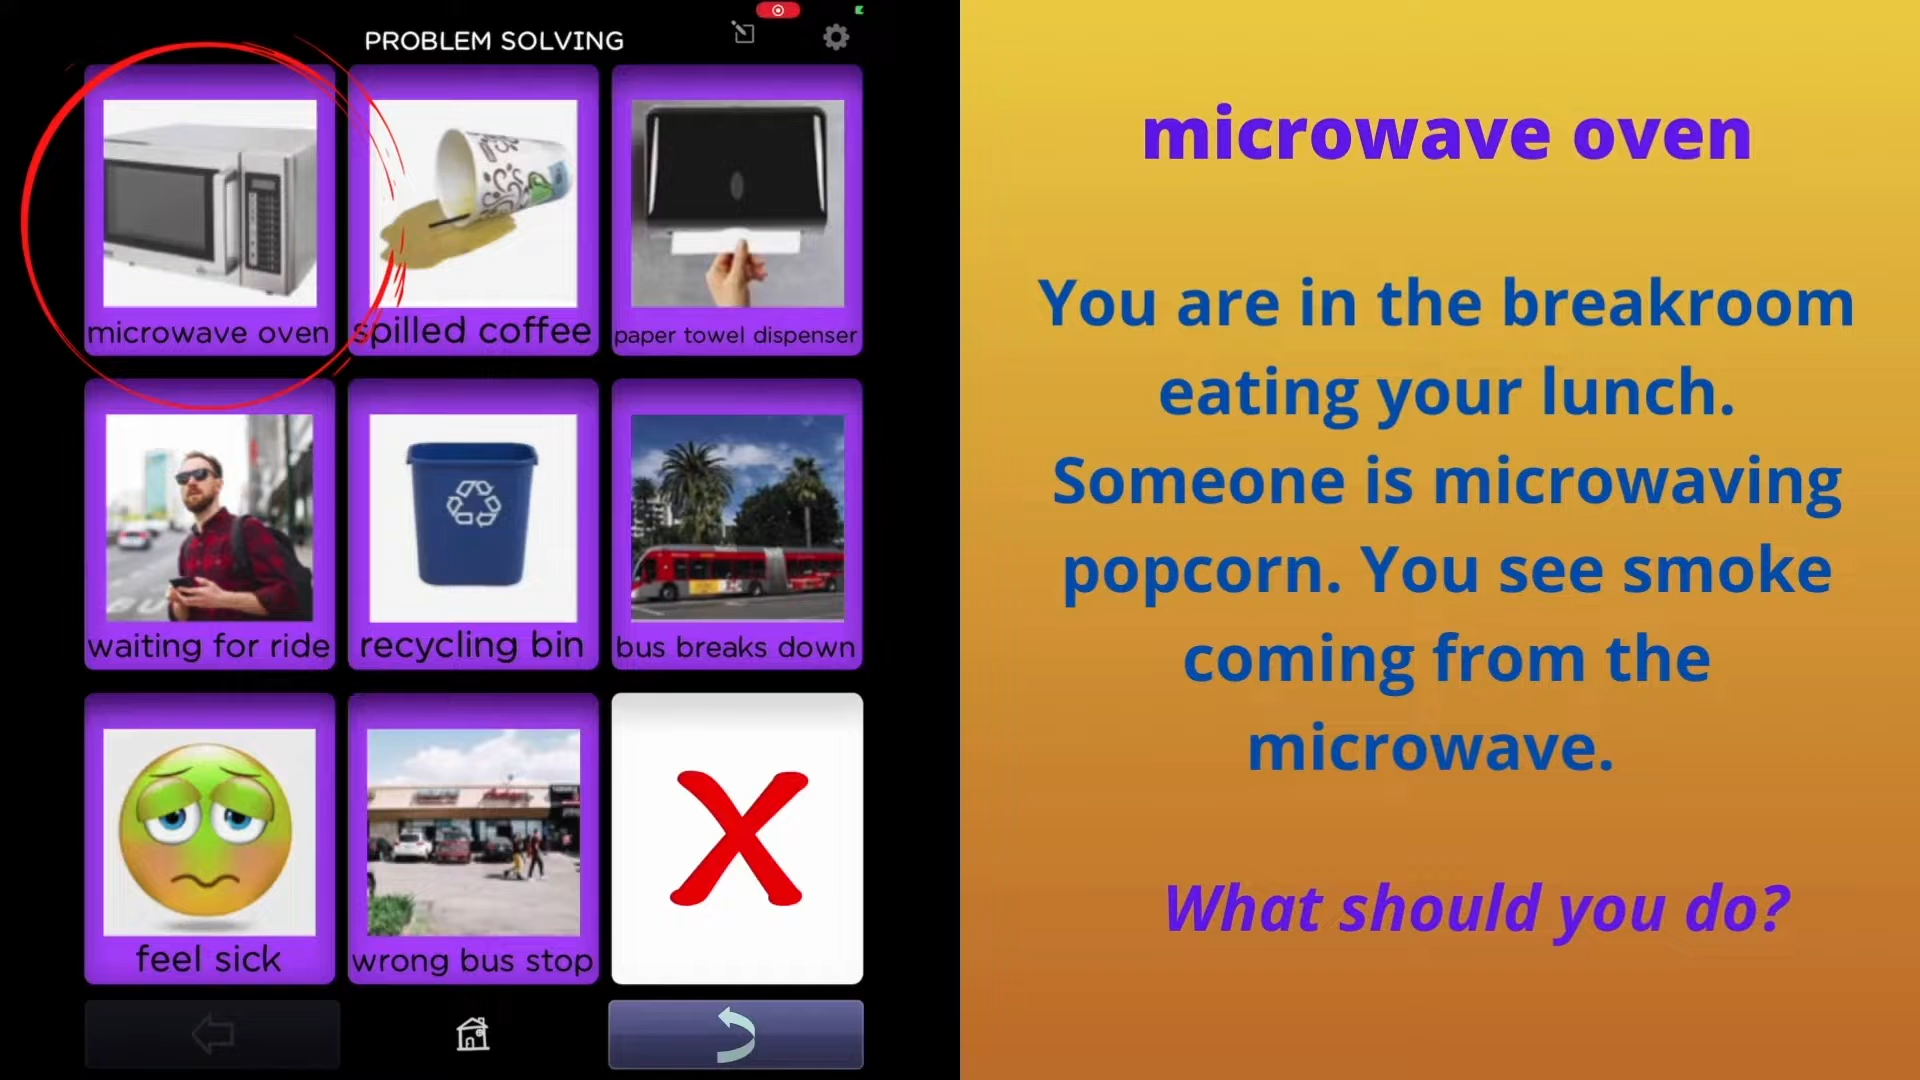 PROBLEM SOLVING
microwave oven
spilled coffee
paper towel dispenser
waiting for ride
recycling bin
bus breaks down
feel sick
wrong bus stop
X
microwave oven
You are in the breakroom
eating your lunch.
Someone is microwaving
popcorn. You see smoke
coming from the
microwave.
What should you do?